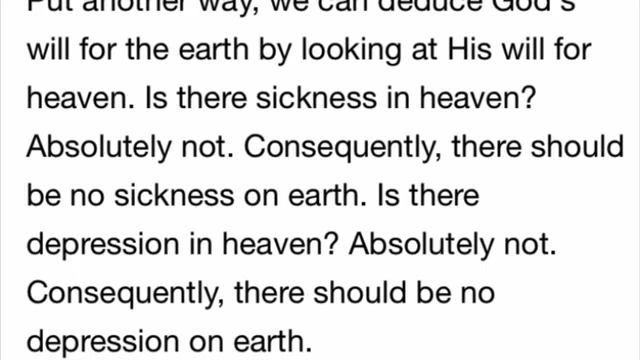 Put another way, we can deduce God's
will for the earth by looking at His will for
heaven. Is there sickness in heaven?
Absolutely not. Consequently, there should
be no sickness on earth. Is there
depression in heaven? Absolutely not.
Consequently, there should be no
depression on earth.